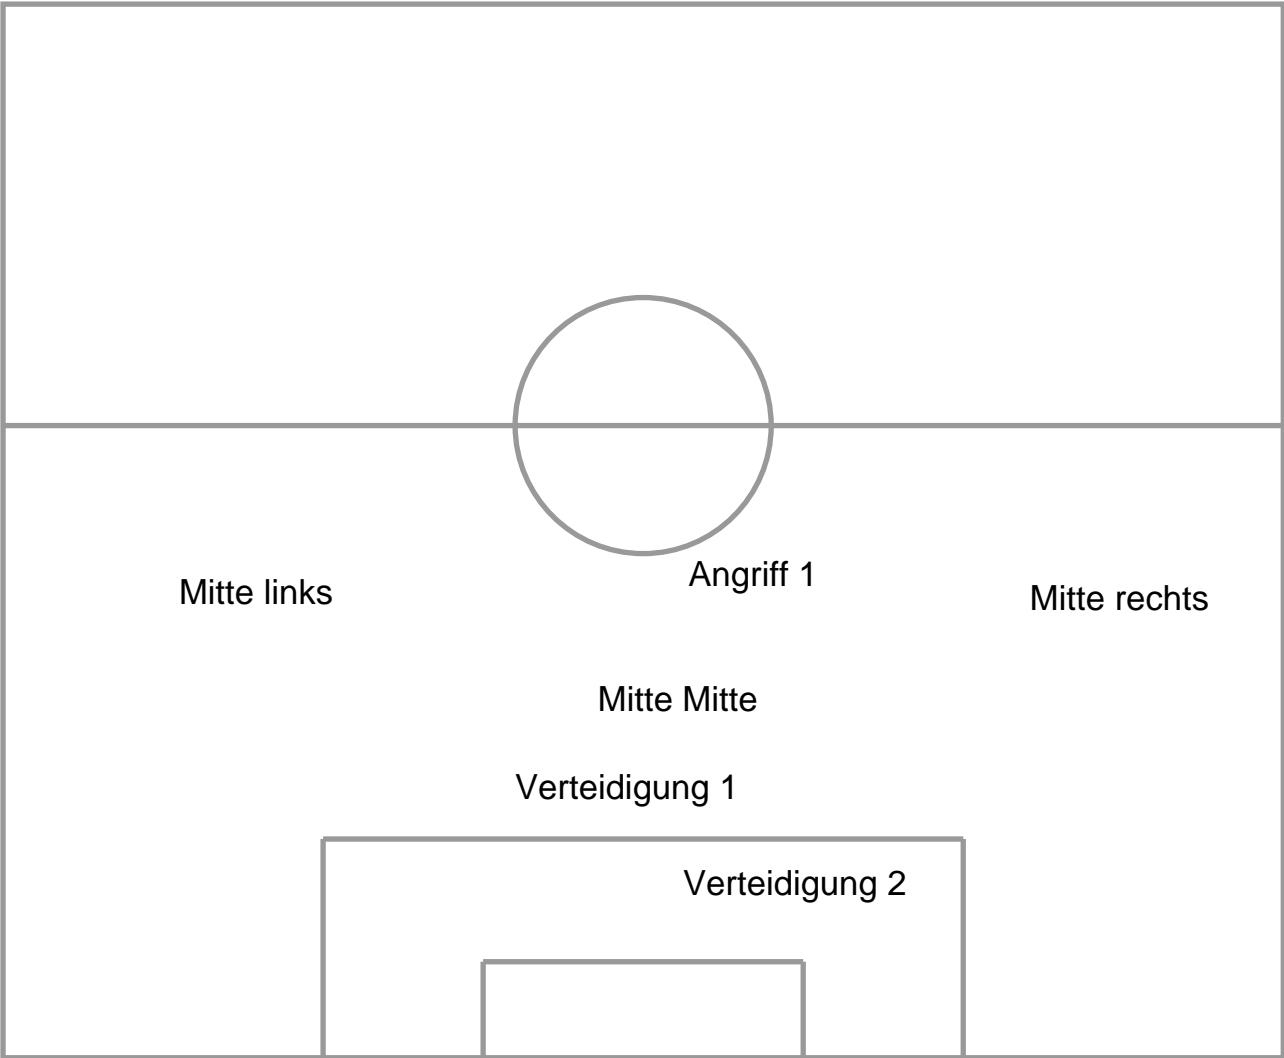 Angriff 1
Mitte links
Mitte rechts
Mitte Mitte
Verteidigung 1
Verteidigung 2